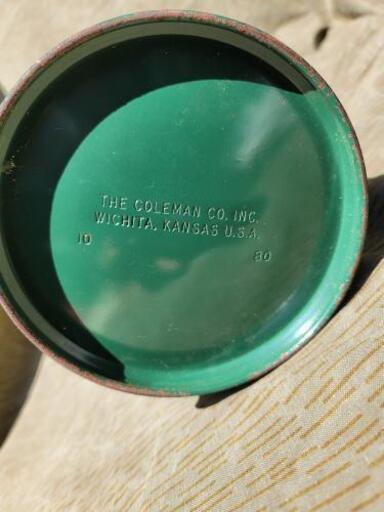 THE COLEMAN CO. INC.
WICHITA, KANSAS U.S.A.
10 80